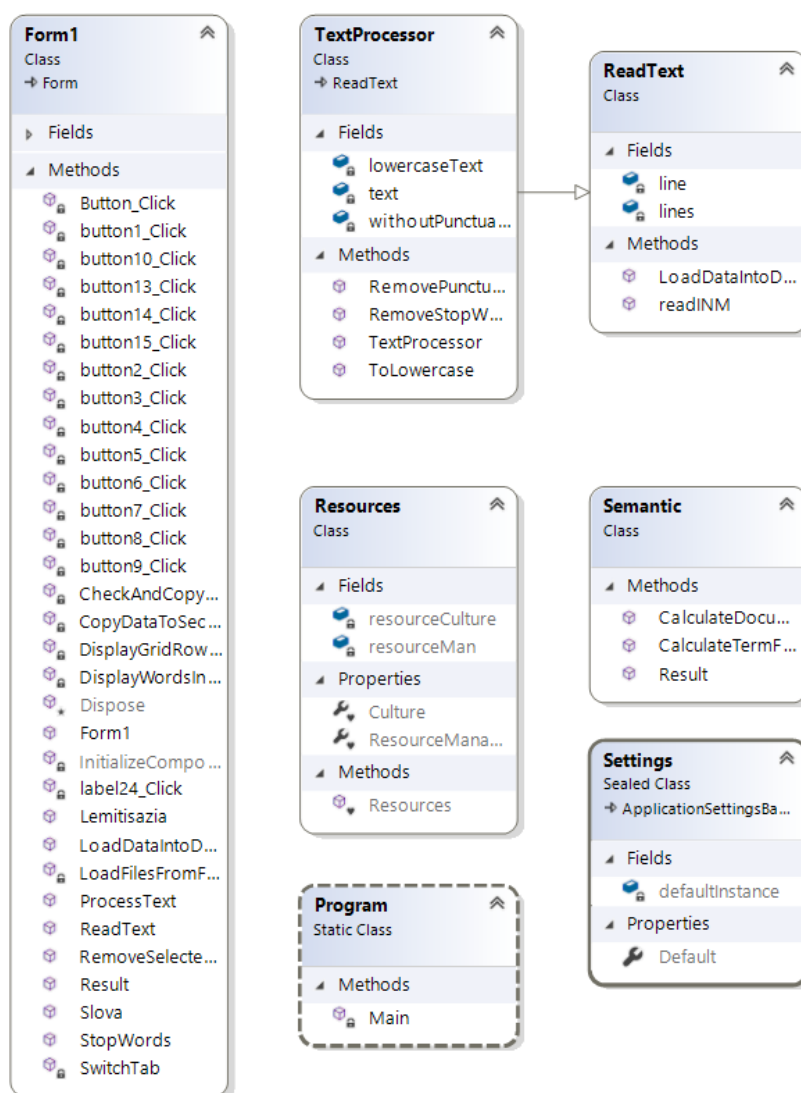 Form1
Class
Form
Fields
Methods
Button_Click
button1_Click
button10_Click
button13_Click
button14_Click
button15_Click
button2_Click
button3_Click
button4_Click
button5_Click
button6_Click
button7_Click
button8_Click
button9_Click
CheckAndCopy...
CopyDataToSec...
DisplayGridRow...
DisplayWordsIn...
Dispose
Form1
InitializeCompo...
label24_Click
Lemitisazia
LoadDataIntoD...
LoadFilesFromF...
ProcessText
ReadText
RemoveSelecte...
Result
Slova
StopWords
SwitchTab
TextProcessor
Class
ReadText
Fields
lowercaseText
text
withoutPunctua...
Methods
RemovePunctu...
RemoveStopW...
TextProcessor
ToLowercase
ReadText
Class
Fields
line
lines
Methods
LoadDataIntoD...
readINM
Resources
Class
Fields
resourceCulture
resourceMan
Properties
Culture
ResourceMana...
Methods
Resources
Semantic
Class
Methods
CalculateDocu...
CalculateTermF...
Result
Program
Static Class
Methods
Main
Settings
Sealed Class
ApplicationSettingsBa...
Fields
defaultInstance
Properties
Default